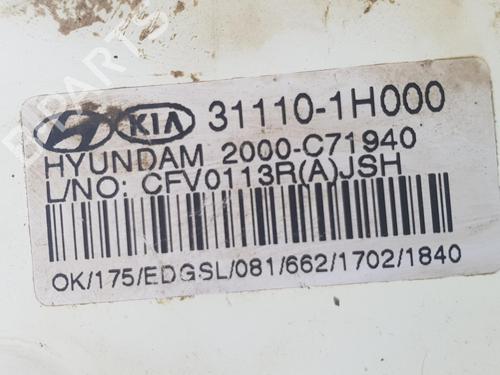 KIA 31110-1H000
HYUNDAM 2000-C71940
L/NO: CFV0113R(A)JSH
OK/175/EDGSL/081/662/1702/1840